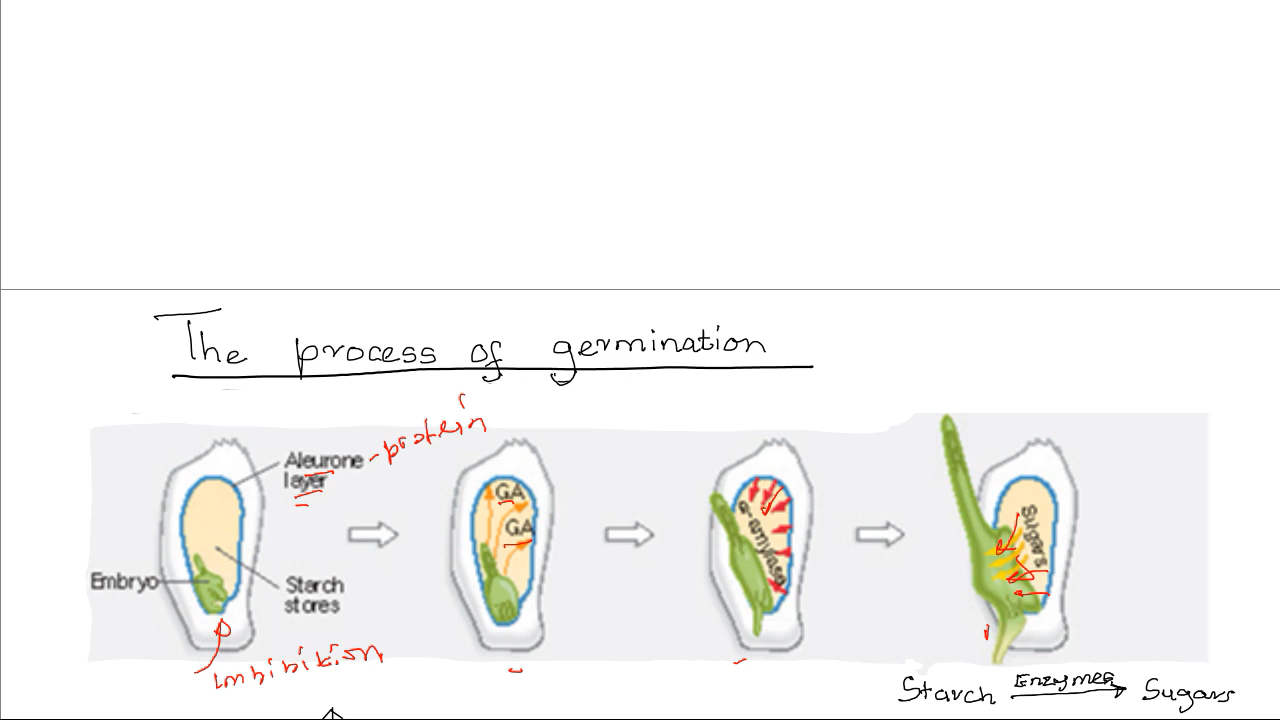 The process of germination
Aleurone
layer
- protein
Embryo
Starch
stores
Imbibition
GA
GA
α-amylase
Sugars
Starch Enzymes Sugars